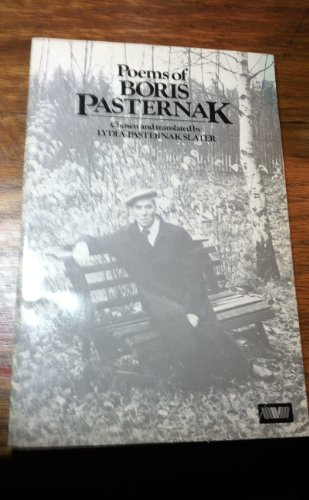 Poems of
BORIS
PASTERNAK
Chosen and translated by
LYDIA PASTERNAK SLATER